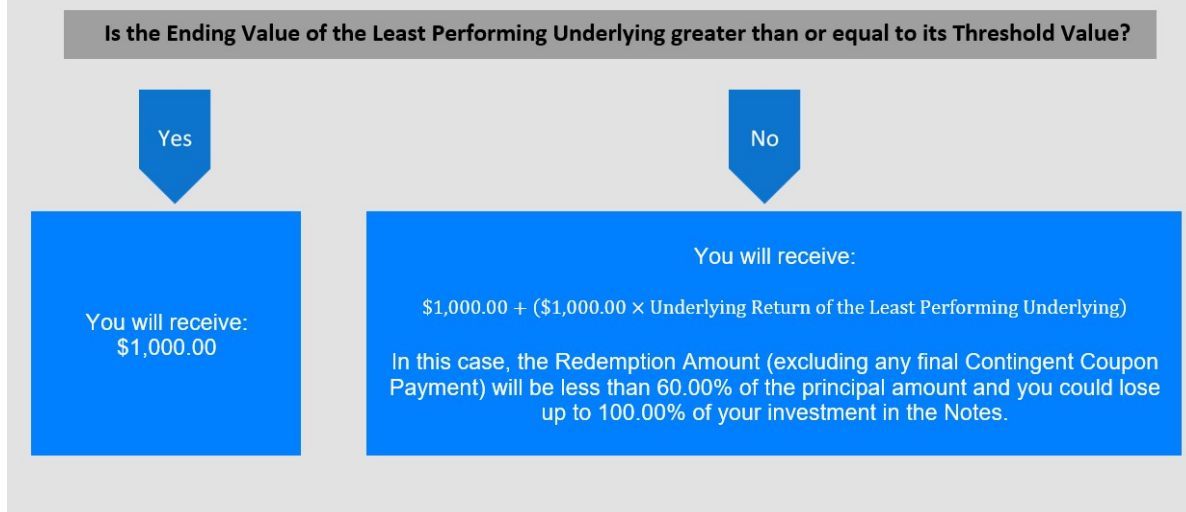 Is the Ending Value of the Least Performing Underlying greater than or equal to its Threshold Value?
Yes
No
You will receive:
$1,000.00
You will receive:
$1,000.00 + ($1,000.00 × Underlying Return of the Least Performing Underlying)
In this case, the Redemption Amount (excluding any final Contingent Coupon
Payment) will be less than 60.00% of the principal amount and you could lose
up to 100.00% of your investment in the Notes.